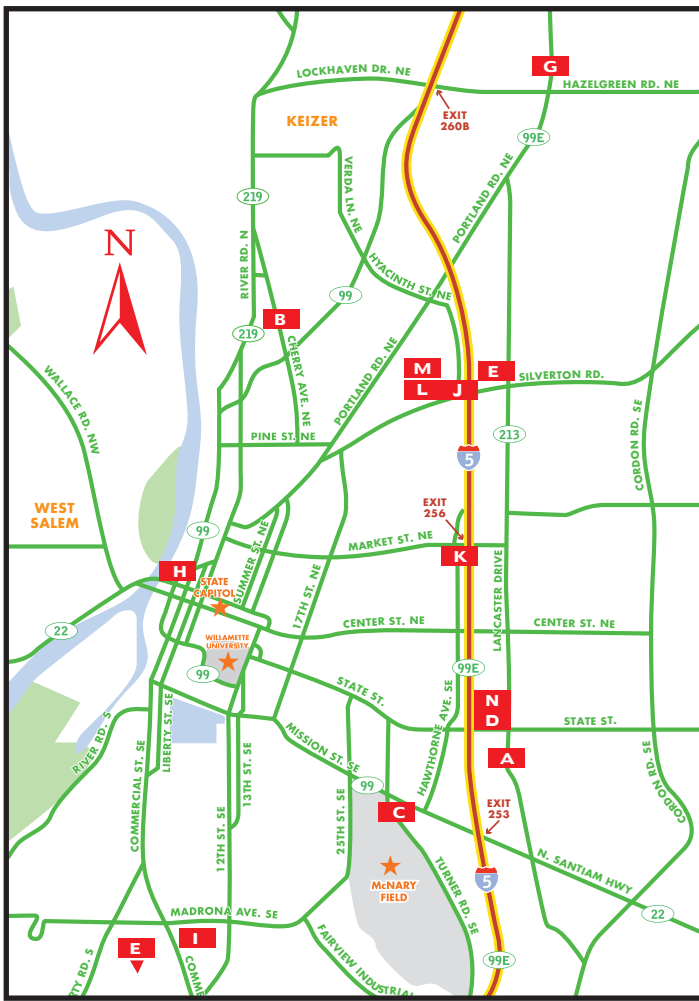 LOCKHAVEN DR. NE
G
HAZELGREEN RD. NE
KEIZER
EXIT
260B
99E
VERDA LN. NE
PORTLAND RD. NE
219
RIVER RD. N
N
HYACINTH ST. NE
99
B
219
CHERRY AVE. NE
PORTLAND RD. NE
M
E
L
J
SILVERTON RD.
WALLACE RD. NW
PINE ST. NE
213
CORDON RD. SE
5
WEST
SALEM
EXIT
256
99
SUMMER ST. NE
MARKET ST. NE
K
LANCASTER DRIVE
H
STATE
CAPITOL
17TH ST. NE
22
CENTER ST. NE
CENTER ST. NE
WILLAMETTE
UNIVERSITY
99
99E
STATE ST.
HAWTHORNE AVE. SE
N
D
STATE ST.
RIVER RD. S
LIBERTY ST. SE
COMMERCIAL ST. SE
13TH ST. SE
MISSION ST. SE
A
CORDON RD. SE
99
C
25TH ST. SE
12TH ST. SE
EXIT
253
McNARY
FIELD
TURNER RD. SE
N. SANTIAM HWY
5
22
MADRONA AVE. SE
I
E
RTY RD. S
COMME
FAIRVIEW INDUSTRIAL
99E